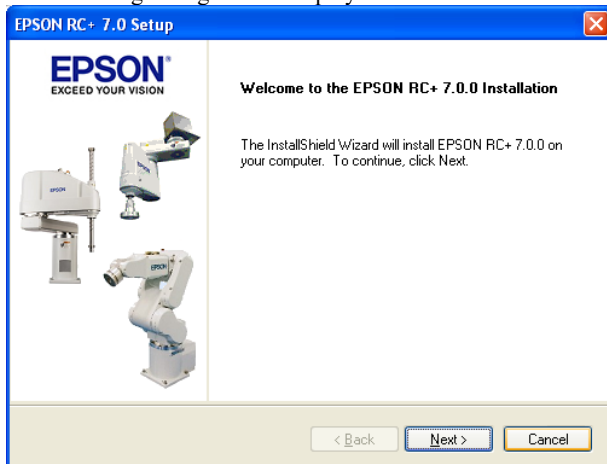 EPSON RC+ 7.0 Setup
EPSON®
EXCEED YOUR VISION
Welcome to the EPSON RC+ 7.0.0 Installation
The InstallShield Wizard will install EPSON RC+ 7.0.0 on
your computer. To continue, click Next.
EPSON
EPSON
EPSON
< Back
Next >
Cancel